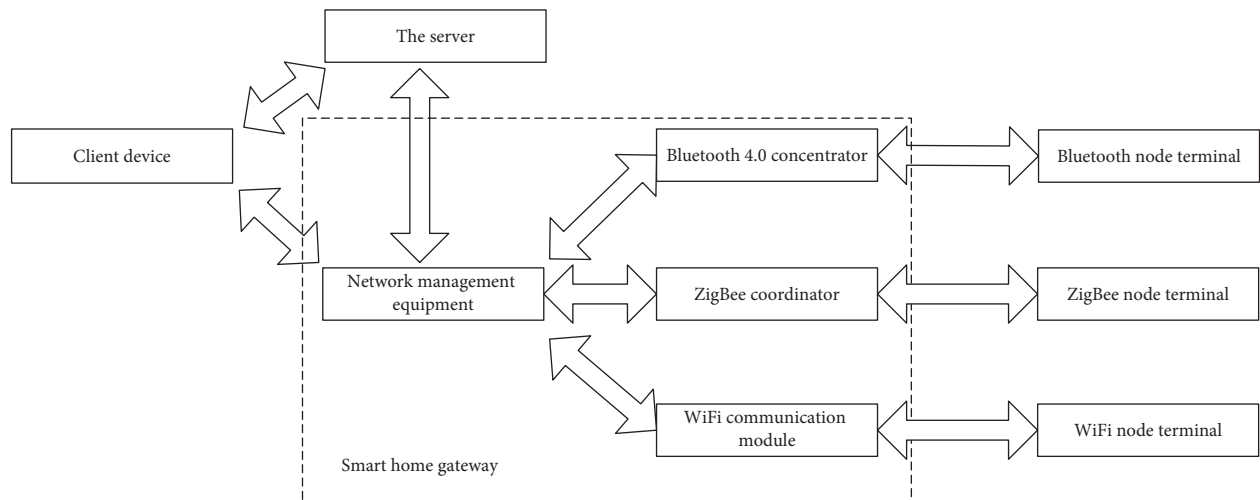 The server
Client device
Bluetooth 4.0 concentrator
Bluetooth node terminal
Network management
equipment
ZigBee coordinator
ZigBee node terminal
WiFi communication
module
WiFi node terminal
Smart home gateway